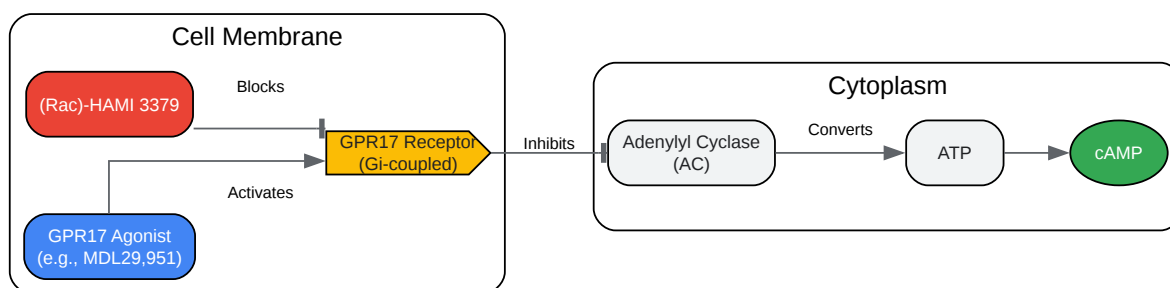 Cell Membrane
(Rac)-HAMI 3379
Blocks
GPR17 Receptor
(Gi-coupled)
Activates
GPR17 Agonist
(e.g., MDL29,951)
Inhibits
Cytoplasm
Adenylyl Cyclase
(AC)
Converts
ATP
cAMP